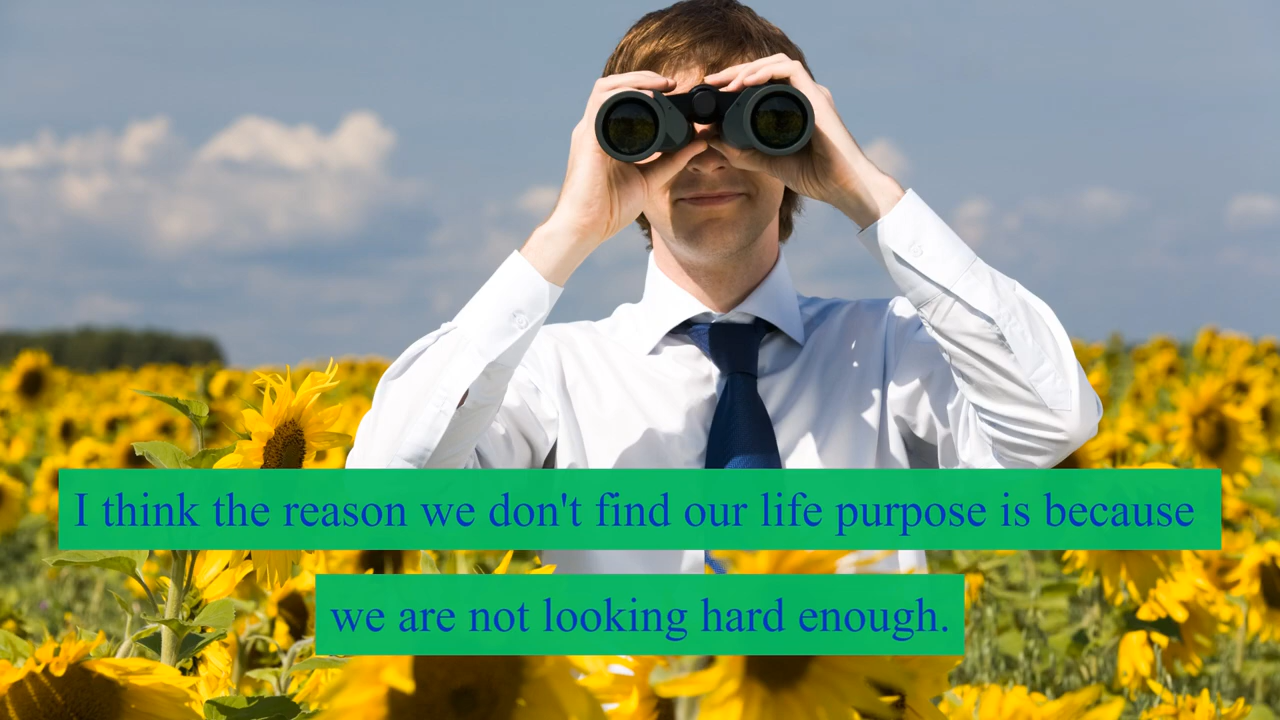 I think the reason we don't find our life purpose is because
we are not looking hard enough.